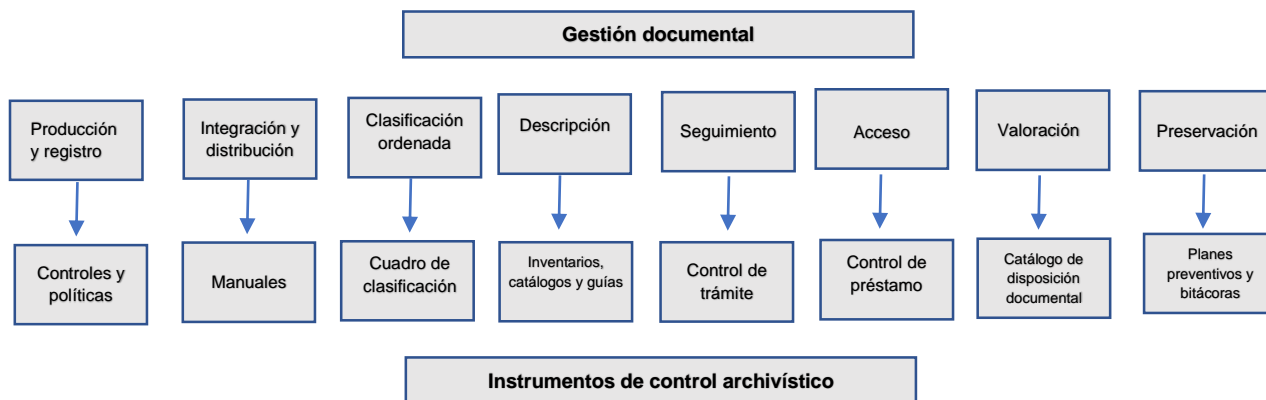 Gestión documental
Producción
y registro
Integración y
distribución
Clasificación
ordenada
Descripción
Seguimiento
Acceso
Valoración
Preservación
Controles y
políticas
Manuales
Cuadro de
clasificación
Inventarios,
catálogos y guías
Control de
trámite
Control de
préstamo
Catálogo de
disposición
documental
Planes
preventivos y
bitácoras
Instrumentos de control archivístico